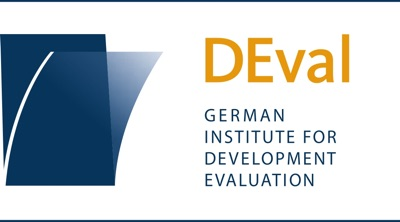 DEval
GERMAN
INSTITUTE FOR
DEVELOPMENT
EVALUATION